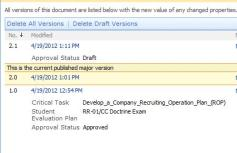 All versions of this document are listed below with the new value of any changed properties.
Delete All Versions | Delete Draft Versions
No. ↓ Modified
2.1 4/19/2012 1:11 PM
Approval Status Draft
This is the current published major version
2.0 4/19/2012 1:01 PM
1.0 4/19/2012 12:54 PM
Critical Task Develop_a_Company_Recruiting_Operation_Plan_(ROP)
Student Evaluation Plan RR-01/CC Doctrine Exam
Approval Status Approved